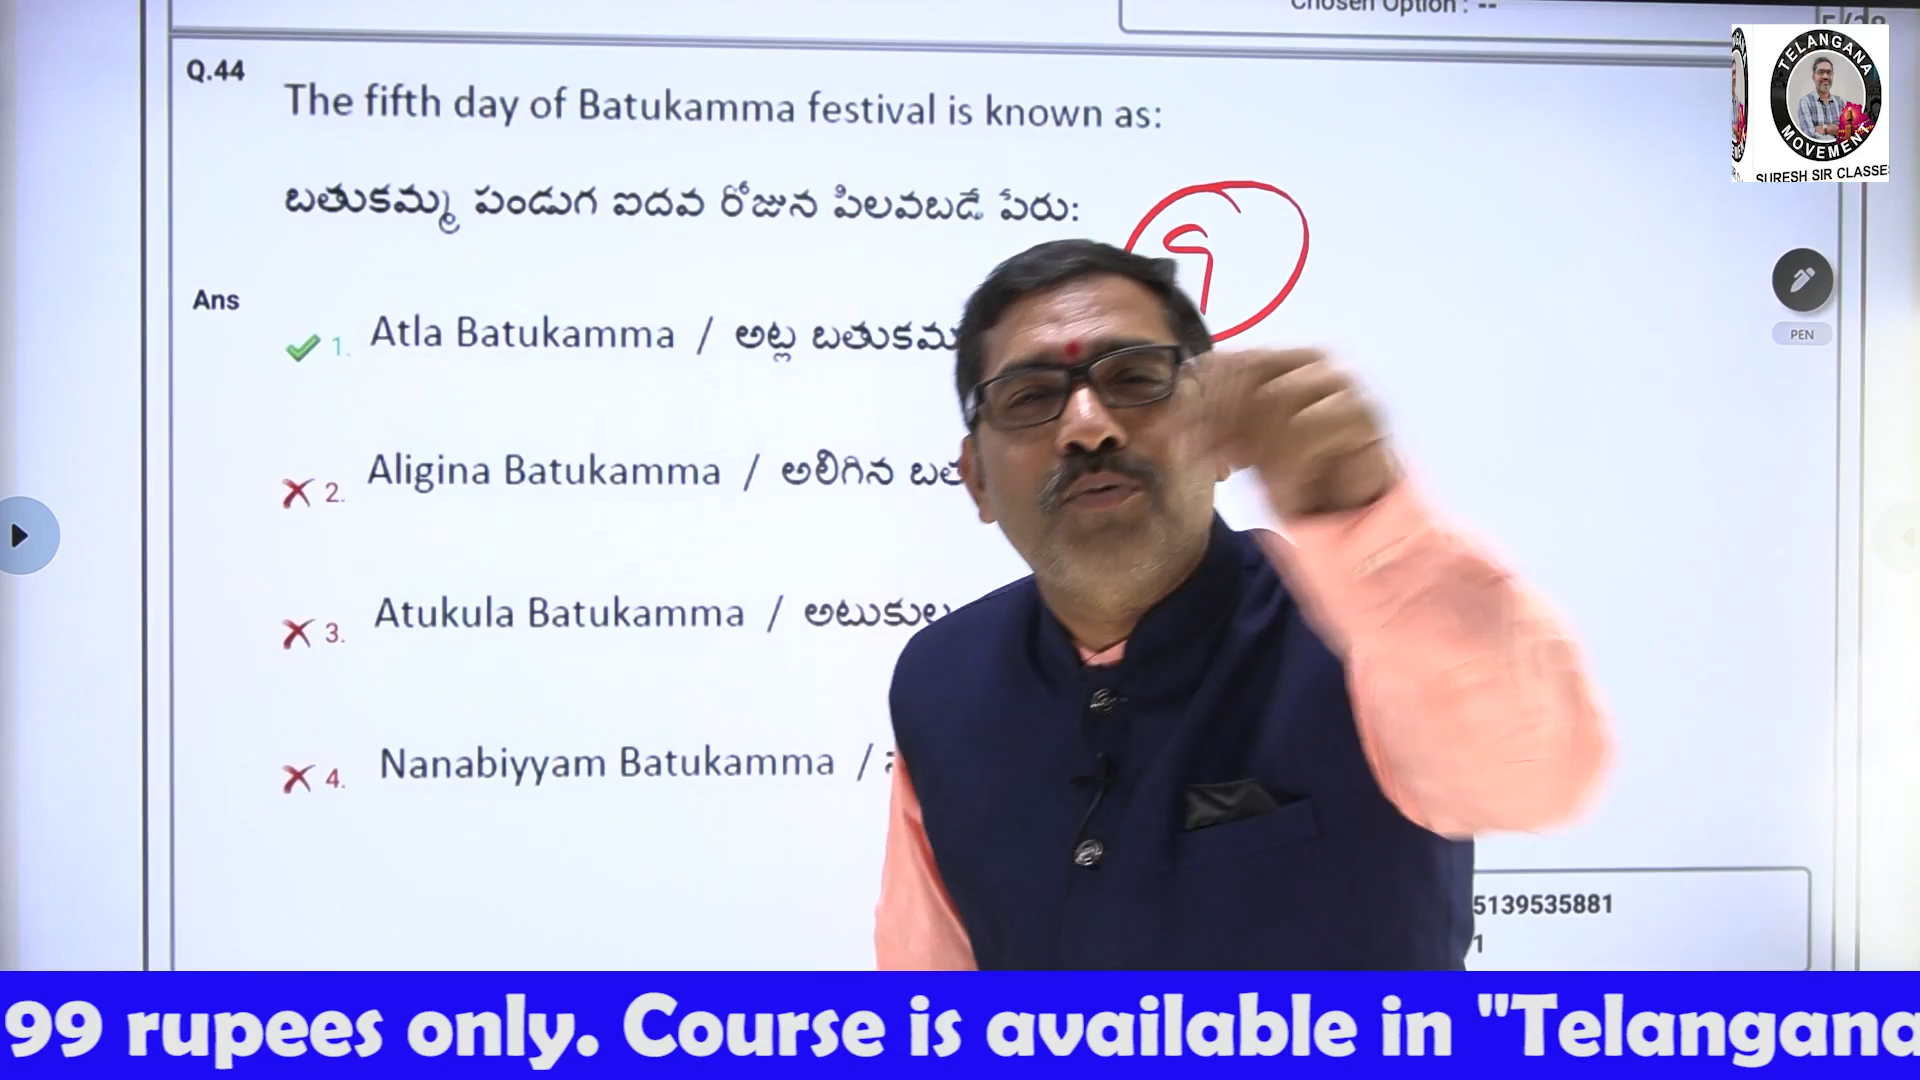 Chosen Option : --
Q.44
The fifth day of Batukamma festival is known as:
బతుకమ్మ పండుగ ఐదవ రోజున పిలవబడే పేరు:
9
Ans
1. Atla Batukamma / అట్ల బతుకమ
2. Aligina Batukamma / అలిగిన బత
3. Atukula Batukamma / అటుకుల
4. Nanabiyyam Batukamma /
TELANGANA
MOVEMENT
SURESH SIR CLASSES
PEN
5139535881
1
99 rupees only. Course is available in "Telangana